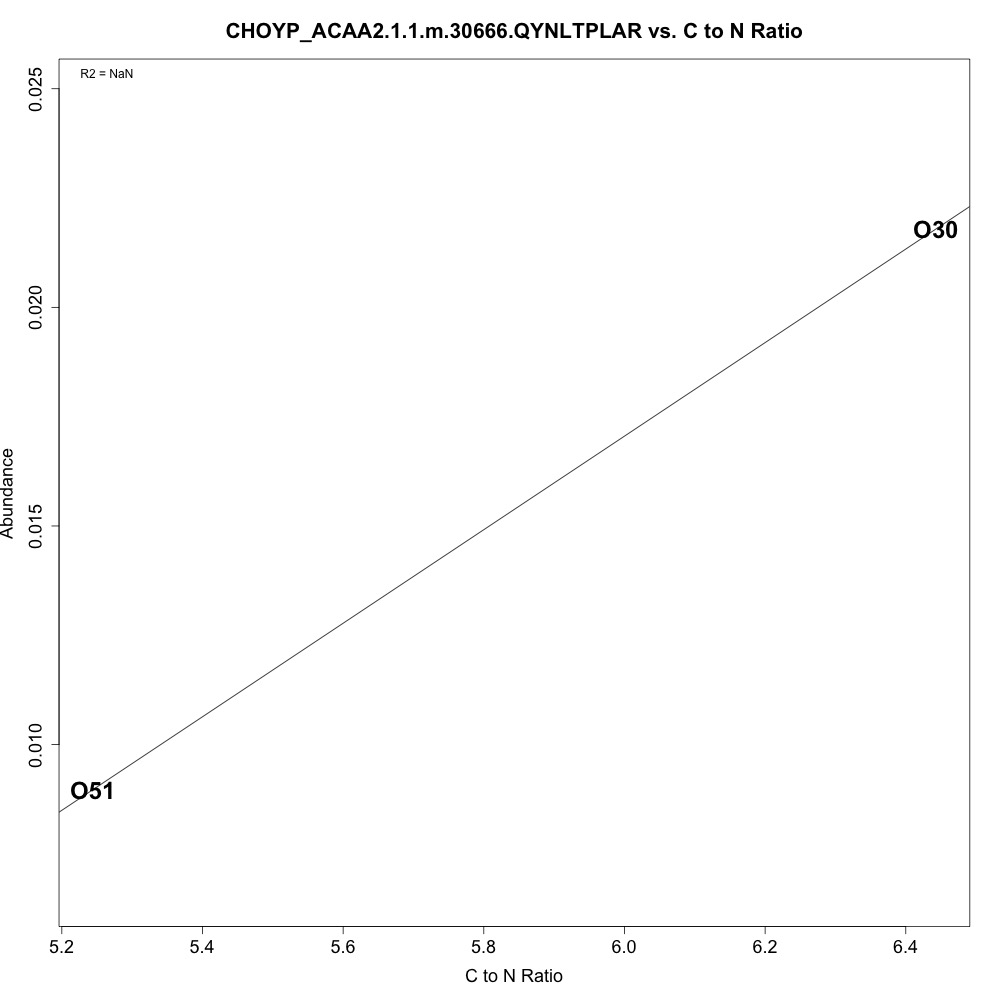 CHOYP_ACAA2.1.1.m.30666.QYNLTPLAR vs. C to N Ratio
R2 = NaN
0.025
0.020
0.015
0.010
Abundance
O30
O51
5.2 5.4 5.6 5.8 6.0 6.2 6.4
C to N Ratio